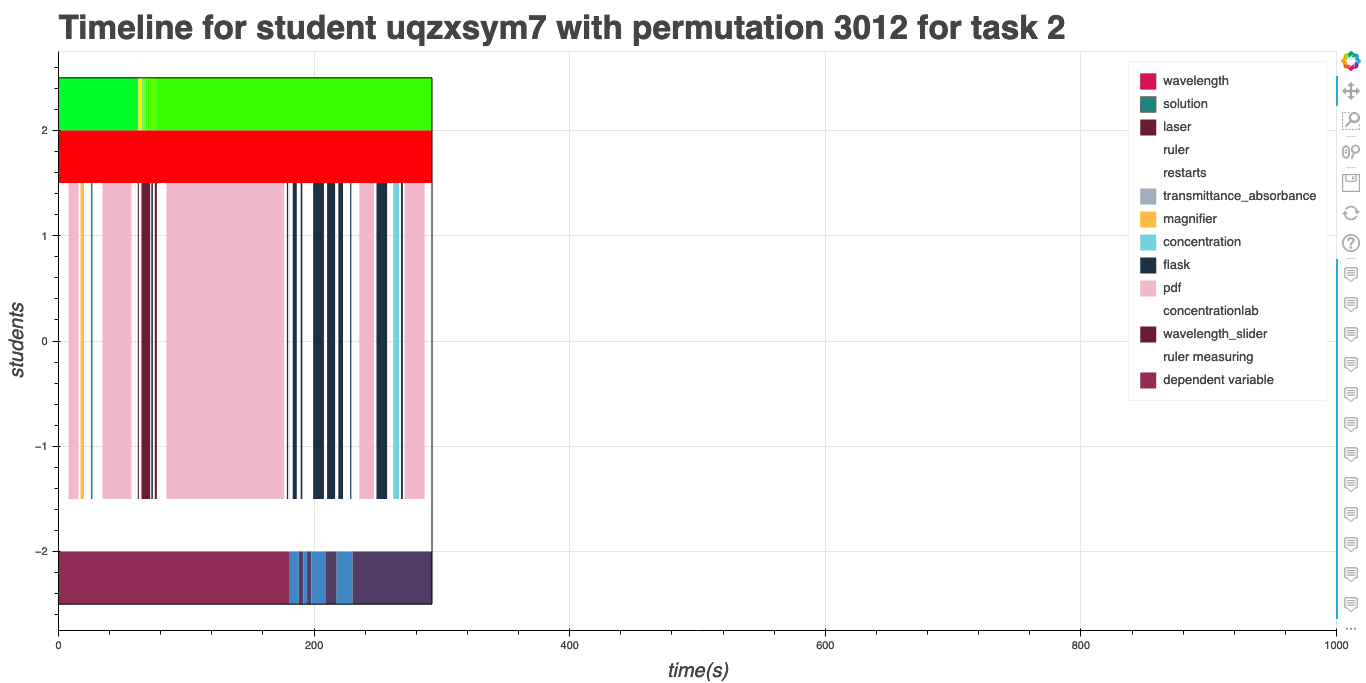 Timeline for student uqzxsym7 with permutation 3012 for task 2
students
2
1
0
−1
−2
0
200
400
600
800
1000
time(s)
wavelength
solution
laser
ruler
restarts
transmittance_absorbance
magnifier
concentration
flask
pdf
concentrationlab
wavelength_slider
ruler measuring
dependent variable